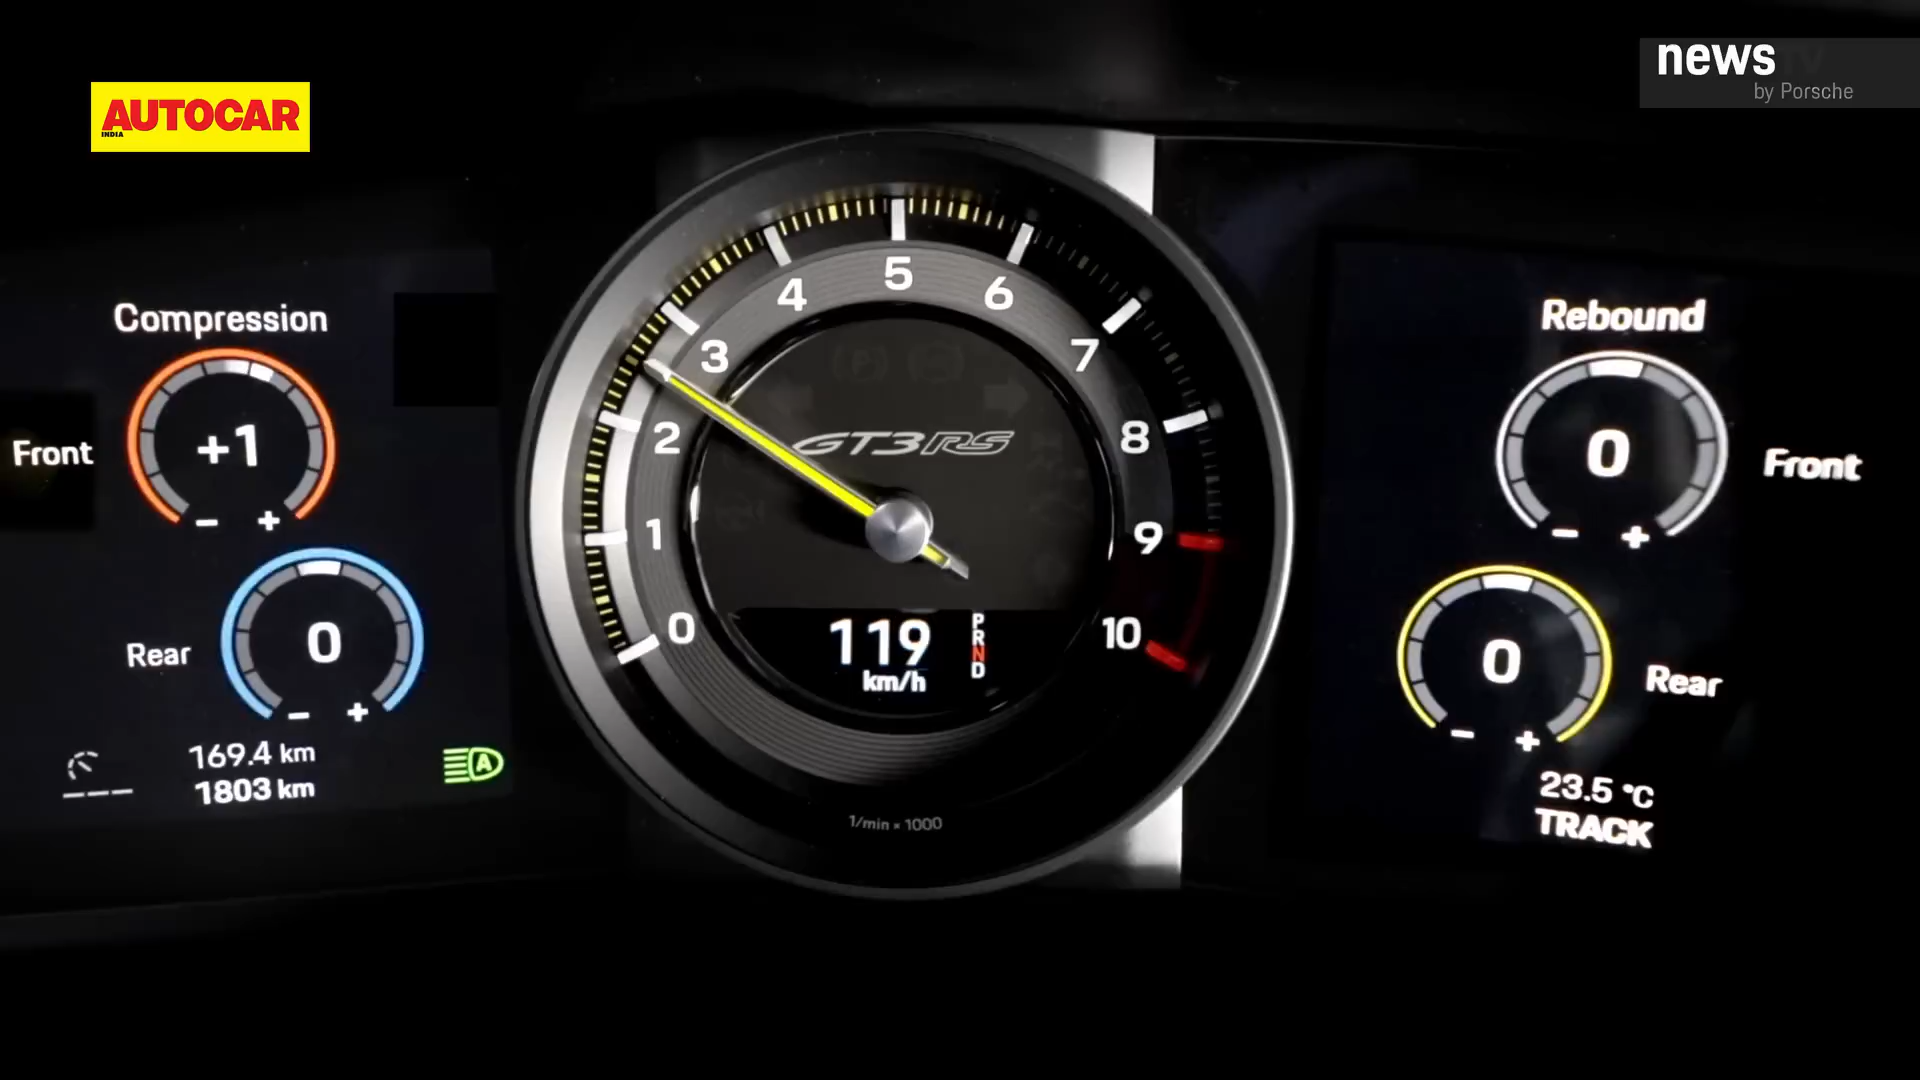 AUTOCAR
INDIA
news
by Porsche
Compression
+1
Front
- +
0
Rear
- +
169.4 km
1803 km
A
0
1
2
3
4
5
6
7
8
9
10
GT3 RS
119
km/h
P
R
N
D
1/min × 1000
Rebound
0
Front
- +
0
Rear
- +
23.5 °C
TRACK